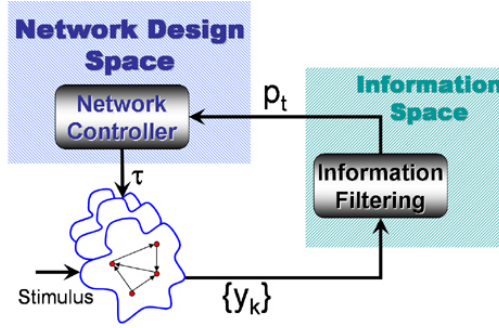 Network Design
Space
Network
Controller
p_t
Information
Space
Information
Filtering
τ
Stimulus
{y_k}